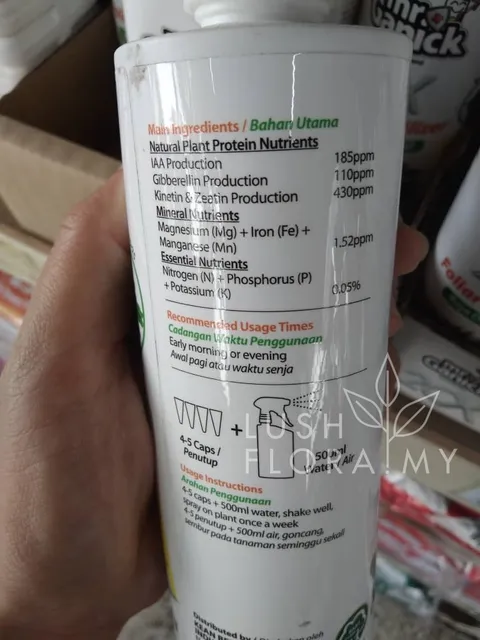 mr.
ganick
Main Ingredients / Bahan Utama
Natural Plant Protein Nutrients
IAA Production 185ppm
Gibberellin Production 110ppm
Kinetin & Zeatin Production 430ppm
Mineral Nutrients
Magnesium (Mg) + Iron (Fe) +
Manganese (Mn) 1.52ppm
Essential Nutrients
Nitrogen (N) + Phosphorus (P)
+ Potassium (K) 0.05%
Recommended Usage Times
Cadangan Waktu Penggunaan
Early morning or evening
Awal pagi atau waktu senja
4-5 Caps /
Penutup
+
500ml
Water / Air
LUSH
FLORA MY
Usage Instructions
Arahan Penggunaan
4-5 caps + 500ml water, shake well,
spray on plant once a week
4-5 penutup + 500ml air, goncang,
sembur pada tanaman seminggu sekali
Foliar
Distributed by /
KEAN